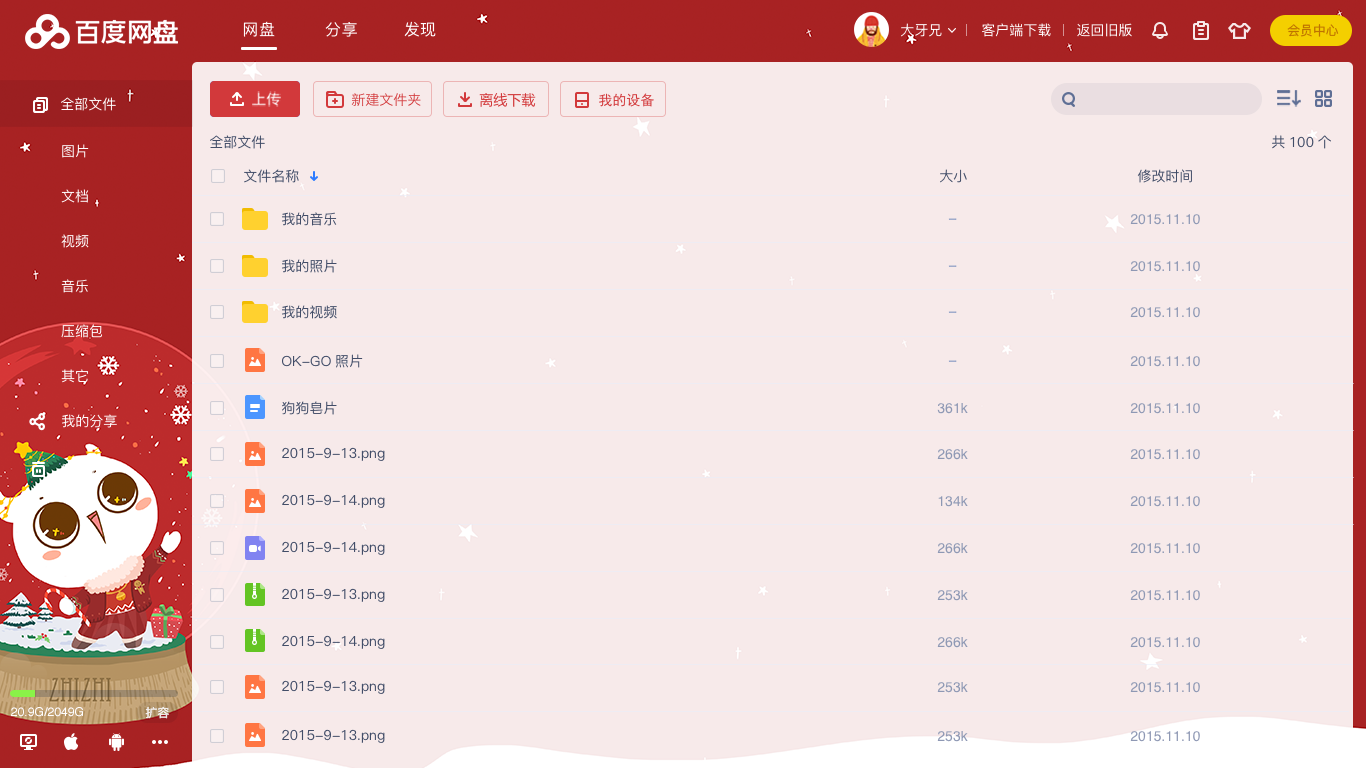 百度网盘
网盘 分享 发现
大牙兄 客户端下载 返回旧版 会员中心
全部文件
图片
文档
视频
音乐
压缩包
其它
我的分享
ZHIZHI
20.9G/2049G 扩容
上传 新建文件夹 离线下载 我的设备
全部文件 共 100 个
文件名称 大小 修改时间
我的音乐 – 2015.11.10
我的照片 – 2015.11.10
我的视频 – 2015.11.10
OK-GO 照片 – 2015.11.10
狗狗皂片 361k 2015.11.10
2015-9-13.png 266k 2015.11.10
2015-9-14.png 134k 2015.11.10
2015-9-14.png 266k 2015.11.10
2015-9-13.png 253k 2015.11.10
2015-9-14.png 266k 2015.11.10
2015-9-13.png 253k 2015.11.10
2015-9-13.png 253k 2015.11.10